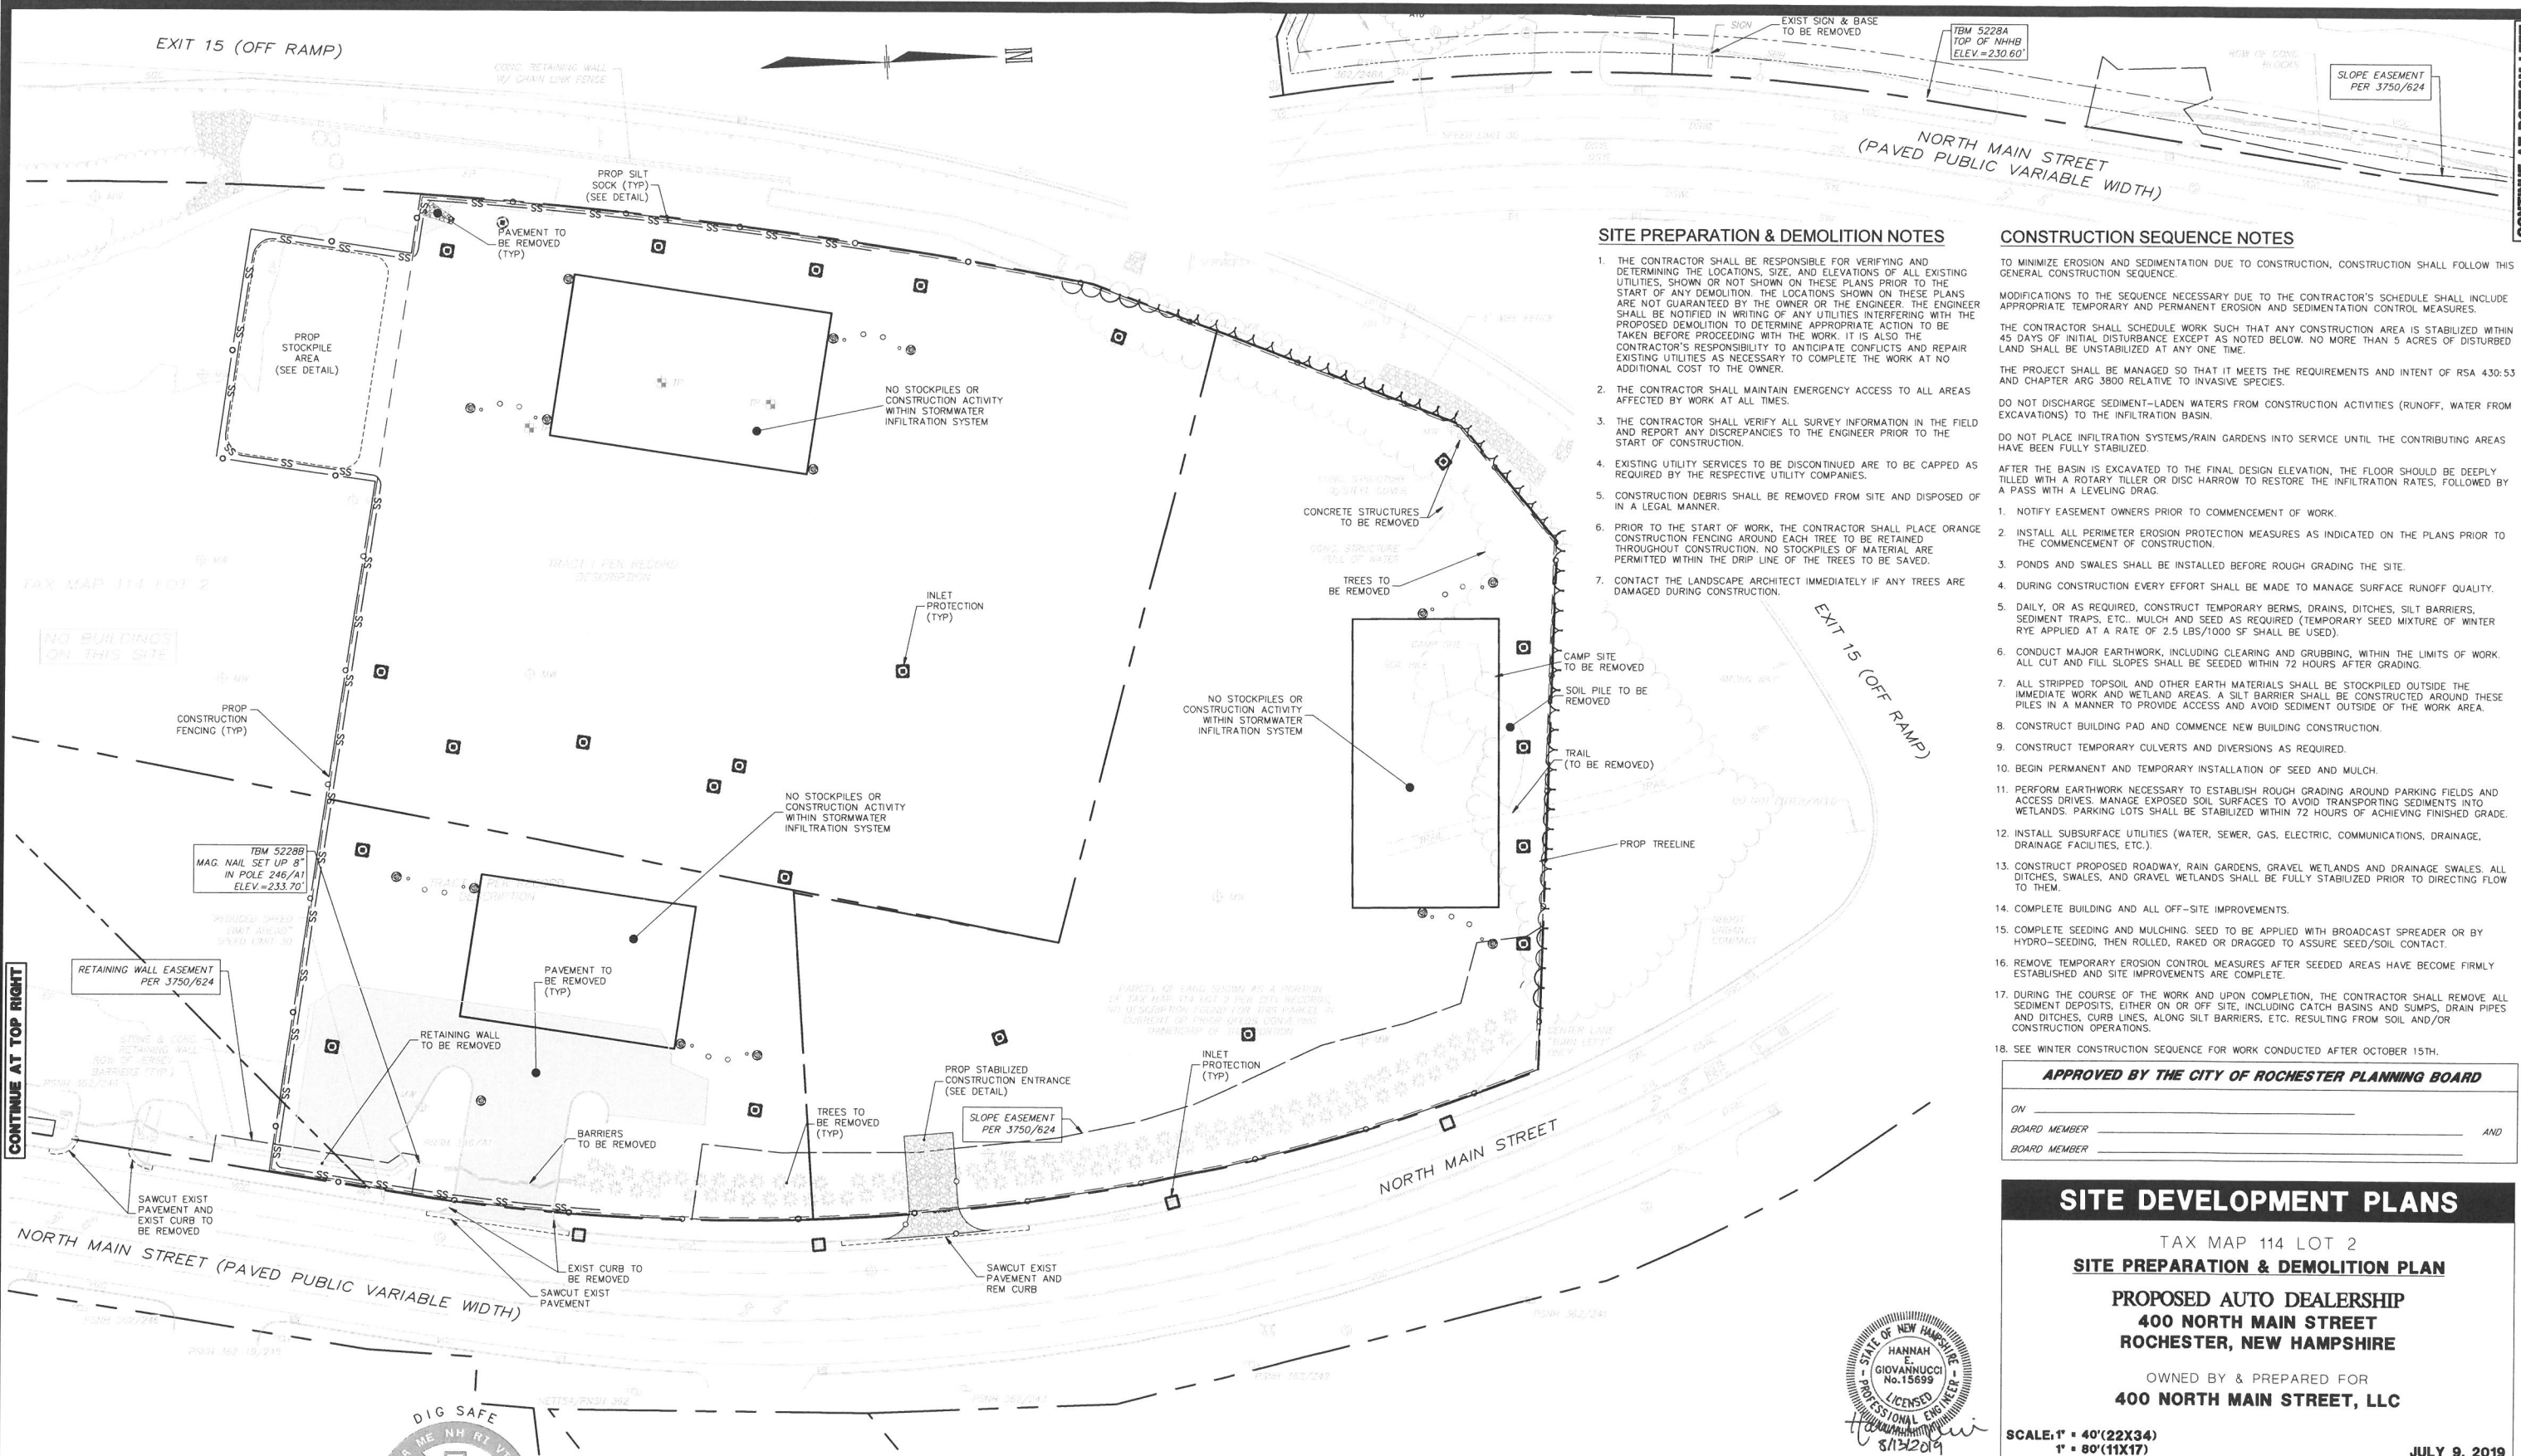 EXIT 15 (OFF RAMP)
CONC. RETAINING WALL
W/ CHAIN LINK FENCE
N
SIGN
EXIST SIGN & BASE
TO BE REMOVED
TBM 5228A
TOP OF NHHB
ELEV.=230.60'
ROW OF CONC.
BLOCKS
SLOPE EASEMENT
PER 3750/624
SPEED LIMIT 30
NORTH MAIN STREET
(PAVED PUBLIC VARIABLE WIDTH)
PROP SILT
SOCK (TYP)
(SEE DETAIL)
PAVEMENT TO
BE REMOVED
(TYP)
PROP
STOCKPILE
AREA
(SEE DETAIL)
NO STOCKPILES OR
CONSTRUCTION ACTIVITY
WITHIN STORMWATER
INFILTRATION SYSTEM
CONCRETE STRUCTURES
TO BE REMOVED
TREES TO
BE REMOVED
TRACT I PER RECORD
DESCRIPTION
TAX MAP 114 LOT 2
NO BUILDINGS
ON THIS SITE
INLET
PROTECTION
(TYP)
EXIT 15 (OFF RAMP)
CAMP SITE
TO BE REMOVED
SOIL PILE TO BE
REMOVED
NO STOCKPILES OR
CONSTRUCTION ACTIVITY
WITHIN STORMWATER
INFILTRATION SYSTEM
TRAIL
(TO BE REMOVED)
PROP
CONSTRUCTION
FENCING (TYP)
NO STOCKPILES OR
CONSTRUCTION ACTIVITY
WITHIN STORMWATER
INFILTRATION SYSTEM
PROP TREELINE
TBM 5228B
MAG. NAIL SET UP 8"
IN POLE 246/A1
ELEV.=233.70'
RETAINING WALL EASEMENT
PER 3750/624
PAVEMENT TO
BE REMOVED
(TYP)
RETAINING WALL
TO BE REMOVED
CONTINUE AT TOP RIGHT
PROP STABILIZED
CONSTRUCTION ENTRANCE
(SEE DETAIL)
INLET
PROTECTION
(TYP)
SLOPE EASEMENT
PER 3750/624
TREES TO
BE REMOVED
(TYP)
BARRIERS
TO BE REMOVED
SAWCUT EXIST
PAVEMENT AND
EXIST CURB TO
BE REMOVED
NORTH MAIN STREET
NORTH MAIN STREET (PAVED PUBLIC VARIABLE WIDTH)
EXIST CURB TO
BE REMOVED
SAWCUT EXIST
PAVEMENT
SAWCUT EXIST
PAVEMENT AND
REM CURB
DIG SAFE
ME NH RI VT
SITE PREPARATION & DEMOLITION NOTES
1. THE CONTRACTOR SHALL BE RESPONSIBLE FOR VERIFYING AND
DETERMINING THE LOCATIONS, SIZE, AND ELEVATIONS OF ALL EXISTING
UTILITIES, SHOWN OR NOT SHOWN ON THESE PLANS PRIOR TO THE
START OF ANY DEMOLITION. THE LOCATIONS SHOWN ON THESE PLANS
ARE NOT GUARANTEED BY THE OWNER OR THE ENGINEER. THE ENGINEER
SHALL BE NOTIFIED IN WRITING OF ANY UTILITIES INTERFERING WITH THE
PROPOSED DEMOLITION TO DETERMINE APPROPRIATE ACTION TO BE
TAKEN BEFORE PROCEEDING WITH THE WORK. IT IS ALSO THE
CONTRACTOR'S RESPONSIBILITY TO ANTICIPATE CONFLICTS AND REPAIR
EXISTING UTILITIES AS NECESSARY TO COMPLETE THE WORK AT NO
ADDITIONAL COST TO THE OWNER.
2. THE CONTRACTOR SHALL MAINTAIN EMERGENCY ACCESS TO ALL AREAS
AFFECTED BY WORK AT ALL TIMES.
3. THE CONTRACTOR SHALL VERIFY ALL SURVEY INFORMATION IN THE FIELD
AND REPORT ANY DISCREPANCIES TO THE ENGINEER PRIOR TO THE
START OF CONSTRUCTION.
4. EXISTING UTILITY SERVICES TO BE DISCONTINUED ARE TO BE CAPPED AS
REQUIRED BY THE RESPECTIVE UTILITY COMPANIES.
5. CONSTRUCTION DEBRIS SHALL BE REMOVED FROM SITE AND DISPOSED OF
IN A LEGAL MANNER.
6. PRIOR TO THE START OF WORK, THE CONTRACTOR SHALL PLACE ORANGE
CONSTRUCTION FENCING AROUND EACH TREE TO BE RETAINED
THROUGHOUT CONSTRUCTION. NO STOCKPILES OF MATERIAL ARE
PERMITTED WITHIN THE DRIP LINE OF THE TREES TO BE SAVED.
7. CONTACT THE LANDSCAPE ARCHITECT IMMEDIATELY IF ANY TREES ARE
DAMAGED DURING CONSTRUCTION.
CONSTRUCTION SEQUENCE NOTES
TO MINIMIZE EROSION AND SEDIMENTATION DUE TO CONSTRUCTION, CONSTRUCTION SHALL FOLLOW THIS
GENERAL CONSTRUCTION SEQUENCE.
MODIFICATIONS TO THE SEQUENCE NECESSARY DUE TO THE CONTRACTOR'S SCHEDULE SHALL INCLUDE
APPROPRIATE TEMPORARY AND PERMANENT EROSION AND SEDIMENTATION CONTROL MEASURES.
THE CONTRACTOR SHALL SCHEDULE WORK SUCH THAT ANY CONSTRUCTION AREA IS STABILIZED WITHIN
45 DAYS OF INITIAL DISTURBANCE EXCEPT AS NOTED BELOW. NO MORE THAN 5 ACRES OF DISTURBED
LAND SHALL BE UNSTABILIZED AT ANY ONE TIME.
THE PROJECT SHALL BE MANAGED SO THAT IT MEETS THE REQUIREMENTS AND INTENT OF RSA 430:53
AND CHAPTER ARG 3800 RELATIVE TO INVASIVE SPECIES.
DO NOT DISCHARGE SEDIMENT-LADEN WATERS FROM CONSTRUCTION ACTIVITIES (RUNOFF, WATER FROM
EXCAVATIONS) TO THE INFILTRATION BASIN.
DO NOT PLACE INFILTRATION SYSTEMS/RAIN GARDENS INTO SERVICE UNTIL THE CONTRIBUTING AREAS
HAVE BEEN FULLY STABILIZED.
AFTER THE BASIN IS EXCAVATED TO THE FINAL DESIGN ELEVATION, THE FLOOR SHOULD BE DEEPLY
TILLED WITH A ROTARY TILLER OR DISC HARROW TO RESTORE THE INFILTRATION RATES, FOLLOWED BY
A PASS WITH A LEVELING DRAG.
1. NOTIFY EASEMENT OWNERS PRIOR TO COMMENCEMENT OF WORK.
2. INSTALL ALL PERIMETER EROSION PROTECTION MEASURES AS INDICATED ON THE PLANS PRIOR TO
THE COMMENCEMENT OF CONSTRUCTION.
3. PONDS AND SWALES SHALL BE INSTALLED BEFORE ROUGH GRADING THE SITE.
4. DURING CONSTRUCTION EVERY EFFORT SHALL BE MADE TO MANAGE SURFACE RUNOFF QUALITY.
5. DAILY, OR AS REQUIRED, CONSTRUCT TEMPORARY BERMS, DRAINS, DITCHES, SILT BARRIERS,
SEDIMENT TRAPS, ETC.. MULCH AND SEED AS REQUIRED (TEMPORARY SEED MIXTURE OF WINTER
RYE APPLIED AT A RATE OF 2.5 LBS/1000 SF SHALL BE USED).
6. CONDUCT MAJOR EARTHWORK, INCLUDING CLEARING AND GRUBBING, WITHIN THE LIMITS OF WORK.
ALL CUT AND FILL SLOPES SHALL BE SEEDED WITHIN 72 HOURS AFTER GRADING.
7. ALL STRIPPED TOPSOIL AND OTHER EARTH MATERIALS SHALL BE STOCKPILED OUTSIDE THE
IMMEDIATE WORK AND WETLAND AREAS. A SILT BARRIER SHALL BE CONSTRUCTED AROUND THESE
PILES IN A MANNER TO PROVIDE ACCESS AND AVOID SEDIMENT OUTSIDE OF THE WORK AREA.
8. CONSTRUCT BUILDING PAD AND COMMENCE NEW BUILDING CONSTRUCTION.
9. CONSTRUCT TEMPORARY CULVERTS AND DIVERSIONS AS REQUIRED.
10. BEGIN PERMANENT AND TEMPORARY INSTALLATION OF SEED AND MULCH.
11. PERFORM EARTHWORK NECESSARY TO ESTABLISH ROUGH GRADING AROUND PARKING FIELDS AND
ACCESS DRIVES. MANAGE EXPOSED SOIL SURFACES TO AVOID TRANSPORTING SEDIMENTS INTO
WETLANDS. PARKING LOTS SHALL BE STABILIZED WITHIN 72 HOURS OF ACHIEVING FINISHED GRADE.
12. INSTALL SUBSURFACE UTILITIES (WATER, SEWER, GAS, ELECTRIC, COMMUNICATIONS, DRAINAGE,
DRAINAGE FACILITIES, ETC.).
13. CONSTRUCT PROPOSED ROADWAY, RAIN GARDENS, GRAVEL WETLANDS AND DRAINAGE SWALES. ALL
DITCHES, SWALES, AND GRAVEL WETLANDS SHALL BE FULLY STABILIZED PRIOR TO DIRECTING FLOW
TO THEM.
14. COMPLETE BUILDING AND ALL OFF-SITE IMPROVEMENTS.
15. COMPLETE SEEDING AND MULCHING. SEED TO BE APPLIED WITH BROADCAST SPREADER OR BY
HYDRO-SEEDING, THEN ROLLED, RAKED OR DRAGGED TO ASSURE SEED/SOIL CONTACT.
16. REMOVE TEMPORARY EROSION CONTROL MEASURES AFTER SEEDED AREAS HAVE BECOME FIRMLY
ESTABLISHED AND SITE IMPROVEMENTS ARE COMPLETE.
17. DURING THE COURSE OF THE WORK AND UPON COMPLETION, THE CONTRACTOR SHALL REMOVE ALL
SEDIMENT DEPOSITS, EITHER ON OR OFF SITE, INCLUDING CATCH BASINS AND SUMPS, DRAIN PIPES
AND DITCHES, CURB LINES, ALONG SILT BARRIERS, ETC. RESULTING FROM SOIL AND/OR
CONSTRUCTION OPERATIONS.
18. SEE WINTER CONSTRUCTION SEQUENCE FOR WORK CONDUCTED AFTER OCTOBER 15TH.
APPROVED BY THE CITY OF ROCHESTER PLANNING BOARD
ON
BOARD MEMBER AND
BOARD MEMBER
SITE DEVELOPMENT PLANS
TAX MAP 114 LOT 2
SITE PREPARATION & DEMOLITION PLAN
PROPOSED AUTO DEALERSHIP
400 NORTH MAIN STREET
ROCHESTER, NEW HAMPSHIRE
OWNED BY & PREPARED FOR
400 NORTH MAIN STREET, LLC
SCALE: 1" = 40'(22X34)
1" = 80'(11X17)
JULY 9, 2019
STATE OF NEW HAMPSHIRE
HANNAH
E.
GIOVANNUCCI
No.15699
LICENSED
PROFESSIONAL ENGINEER
8/13/2019